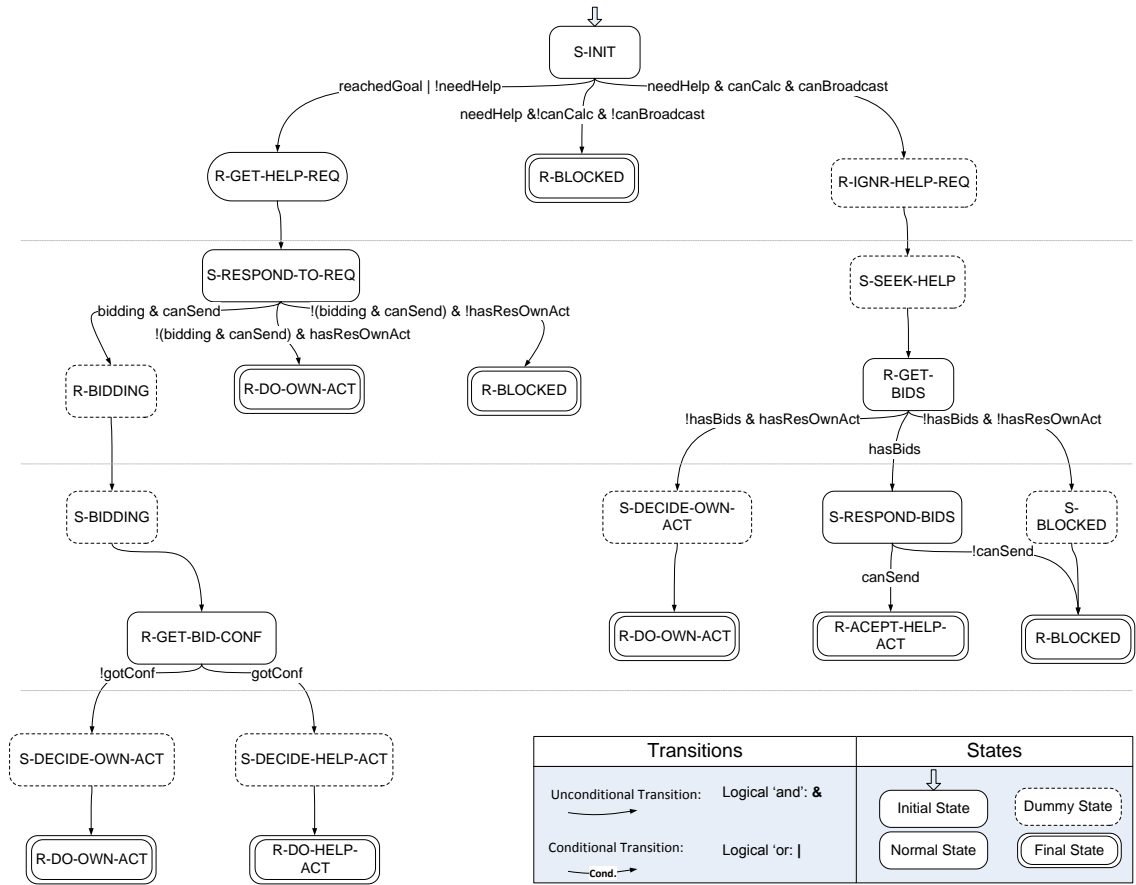 S-INIT
reachedGoal | !needHelp
needHelp & canCalc & canBroadcast
needHelp &!canCalc & !canBroadcast
R-GET-HELP-REQ
R-BLOCKED
R-IGNR-HELP-REQ
S-RESPOND-TO-REQ
S-SEEK-HELP
bidding & canSend
!(bidding & canSend) & !hasResOwnAct
!(bidding & canSend) & hasResOwnAct
R-BIDDING
R-DO-OWN-ACT
R-BLOCKED
R-GET-
BIDS
!hasBids & hasResOwnAct
!hasBids & !hasResOwnAct
hasBids
S-BIDDING
S-DECIDE-OWN-
ACT
S-RESPOND-BIDS
S-
BLOCKED
!canSend
canSend
R-GET-BID-CONF
R-DO-OWN-ACT
R-ACEPT-HELP-
ACT
R-BLOCKED
!gotConf
gotConf
S-DECIDE-OWN-ACT
S-DECIDE-HELP-ACT
R-DO-OWN-ACT
R-DO-HELP-
ACT
Transitions
States
Unconditional Transition:
Logical ‘and’: &
Initial State
Dummy State
Conditional Transition:
Cond.
Logical ‘or: |
Normal State
Final State